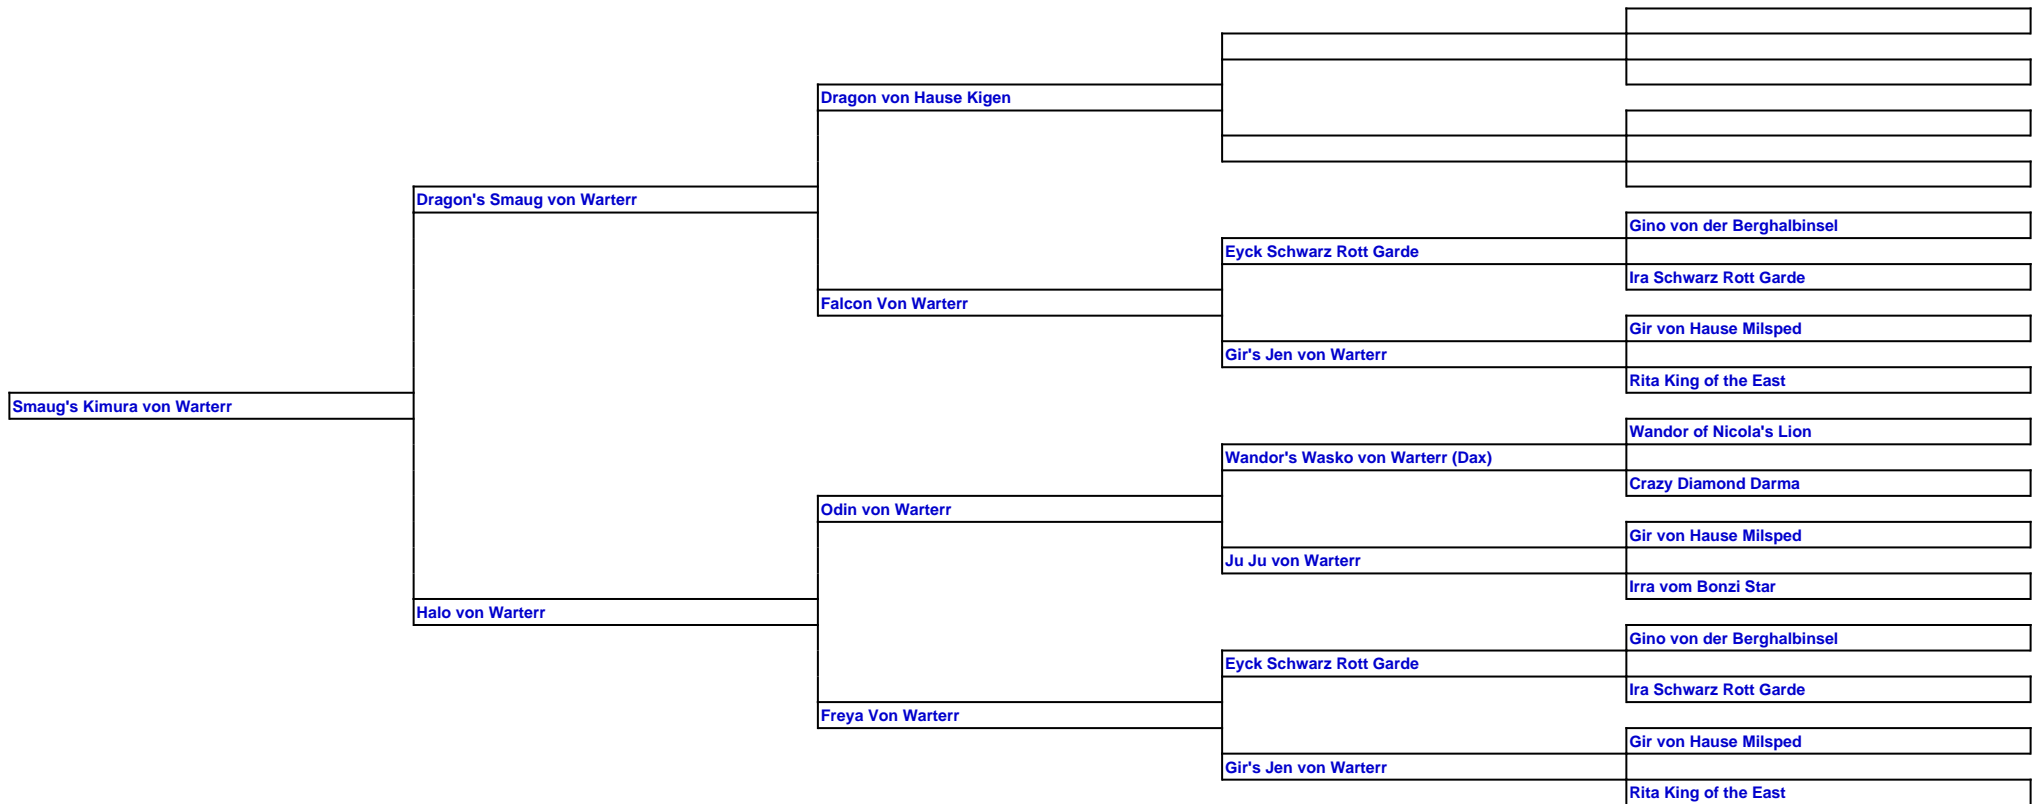 Dragon von Hause Kigen
Dragon's Smaug von Warterr
Gino von der Berghalbinsel
Eyck Schwarz Rott Garde
Ira Schwarz Rott Garde
Falcon Von Warterr
Gir von Hause Milsped
Gir's Jen von Warterr
Rita King of the East
Smaug's Kimura von Warterr
Wandor of Nicola's Lion
Wandor's Wasko von Warterr (Dax)
Crazy Diamond Darma
Odin von Warterr
Gir von Hause Milsped
Ju Ju von Warterr
Irra vom Bonzi Star
Halo von Warterr
Gino von der Berghalbinsel
Eyck Schwarz Rott Garde
Ira Schwarz Rott Garde
Freya Von Warterr
Gir von Hause Milsped
Gir's Jen von Warterr
Rita King of the East